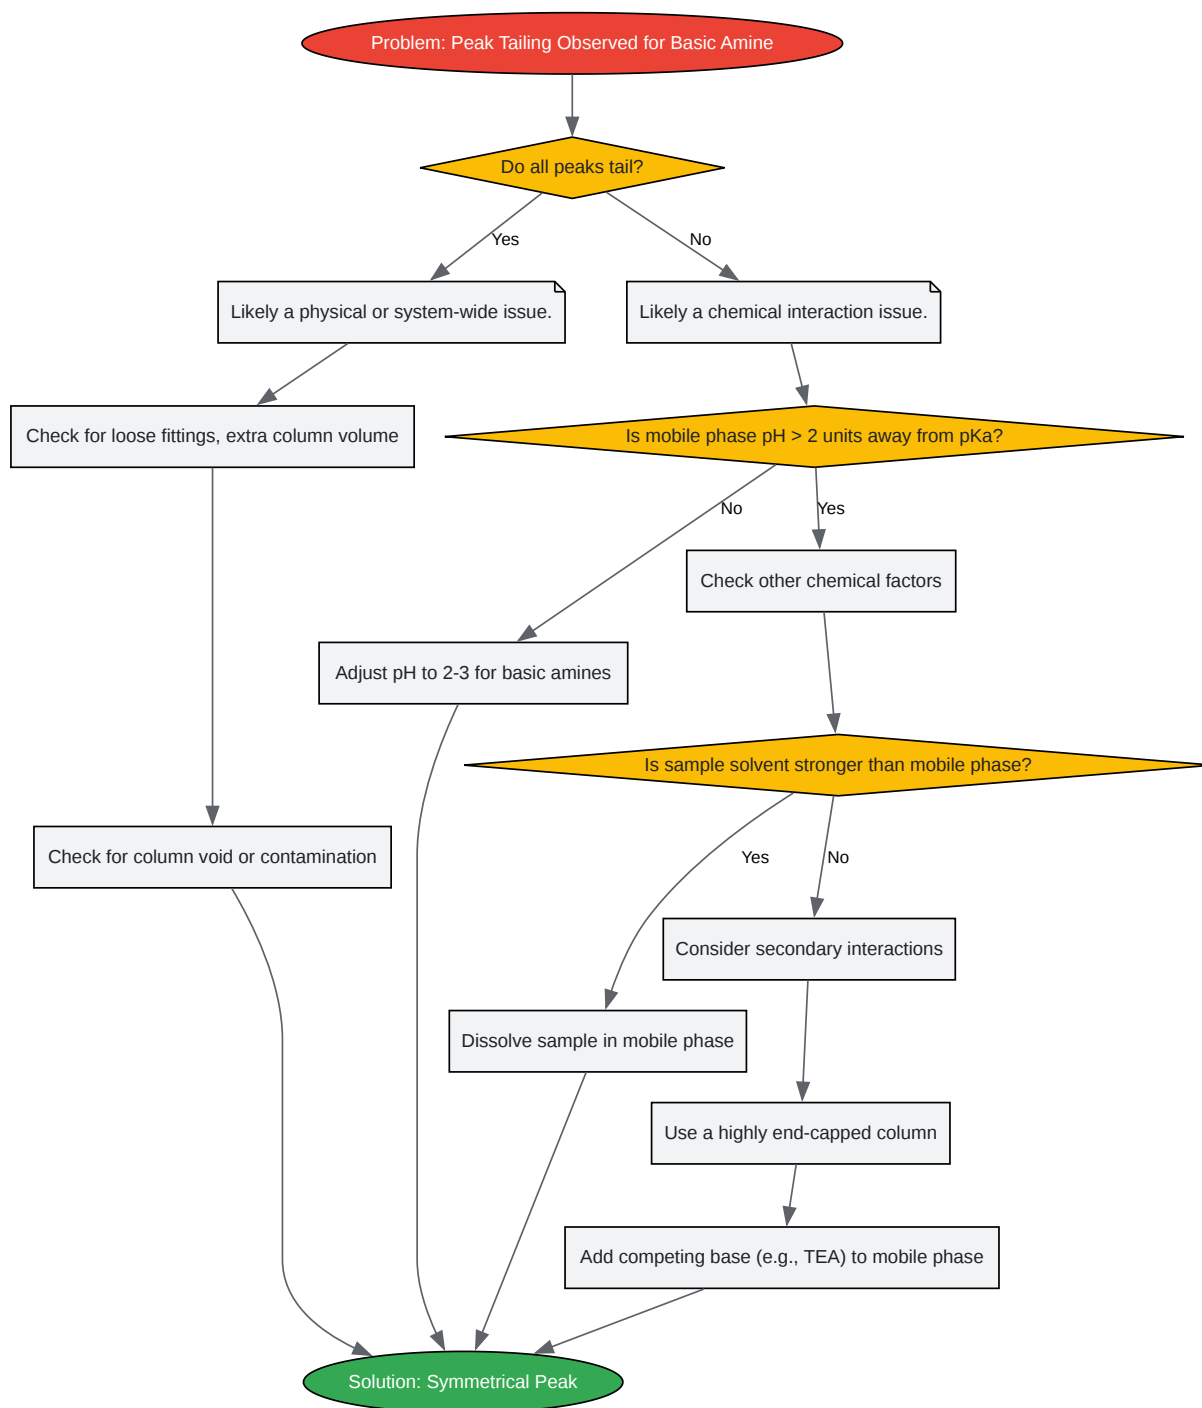 Problem: Peak Tailing Observed for Basic Amine
Do all peaks tail?
Yes
No
Likely a physical or system-wide issue.
Likely a chemical interaction issue.
Check for loose fittings, extra column volume
Is mobile phase pH > 2 units away from pKa?
No
Yes
Check other chemical factors
Adjust pH to 2-3 for basic amines
Is sample solvent stronger than mobile phase?
Check for column void or contamination
Yes
No
Consider secondary interactions
Dissolve sample in mobile phase
Use a highly end-capped column
Add competing base (e.g., TEA) to mobile phase
Solution: Symmetrical Peak